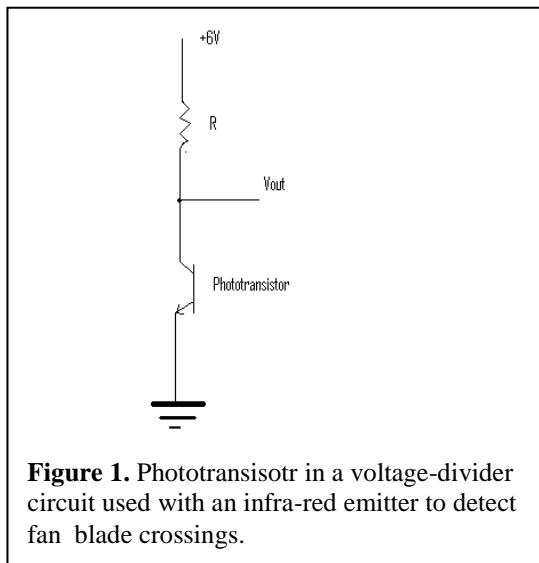 +6V
R
Vout
Phototransistor
Figure 1. Phototransisotr in a voltage-divider
circuit used with an infra-red emitter to detect
fan blade crossings.